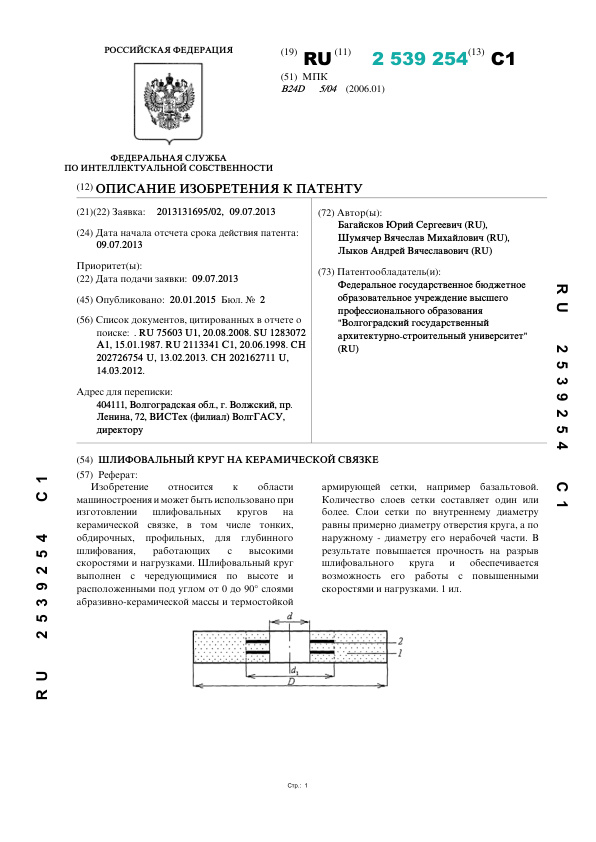 РОССИЙСКАЯ ФЕДЕРАЦИЯ
(19) RU (11) 2 539 254 (13) C1
(51) МПК
B24D 5/04 (2006.01)
ФЕДЕРАЛЬНАЯ СЛУЖБА
ПО ИНТЕЛЛЕКТУАЛЬНОЙ СОБСТВЕННОСТИ
(12) ОПИСАНИЕ ИЗОБРЕТЕНИЯ К ПАТЕНТУ
(21)(22) Заявка: 2013131695/02, 09.07.2013
(24) Дата начала отсчета срока действия патента:
09.07.2013
Приоритет(ы):
(22) Дата подачи заявки: 09.07.2013
(45) Опубликовано: 20.01.2015 Бюл. № 2
(56) Список документов, цитированных в отчете о
поиске: . RU 75603 U1, 20.08.2008. SU 1283072
A1, 15.01.1987. RU 2113341 C1, 20.06.1998. CH
202726754 U, 13.02.2013. CH 202162711 U,
14.03.2012.
Адрес для переписки:
404111, Волгоградская обл., г. Волжский, пр.
Ленина, 72, ВИСТех (филиал) ВолгГАСУ,
директору
(72) Автор(ы):
Багайсков Юрий Сергеевич (RU),
Шумячер Вячеслав Михайлович (RU),
Лыков Андрей Вячеславович (RU)
(73) Патентообладатель(и):
Федеральное государственное бюджетное
образовательное учреждение высшего
профессионального образования
"Волгоградский государственный
архитектурно-строительный университет"
(RU)
(54) ШЛИФОВАЛЬНЫЙ КРУГ НА КЕРАМИЧЕСКОЙ СВЯЗКЕ
(57) Реферат:
Изобретение относится к области
машиностроения и может быть использовано при
изготовлении шлифовальных кругов на
керамической связке, в том числе тонких,
обдирочных, профильных, для глубинного
шлифования, работающих с высокими
скоростями и нагрузками. Шлифовальный круг
выполнен с чередующимися по высоте и
расположенными под углом от 0 до 90° слоями
абразивно-керамической массы и термостойкой
армирующей сетки, например базальтовой.
Количество слоев сетки составляет один или
более. Слои сетки по внутреннему диаметру
равны примерно диаметру отверстия круга, а по
наружному - диаметру его нерабочей части. В
результате повышается прочность на разрыв
шлифовального круга и обеспечивается
возможность его работы с повышенными
скоростями и нагрузками. 1 ил.
d
2
1
d1
D
RU 2539254 C1
RU 2539254 C1
Стр.: 1